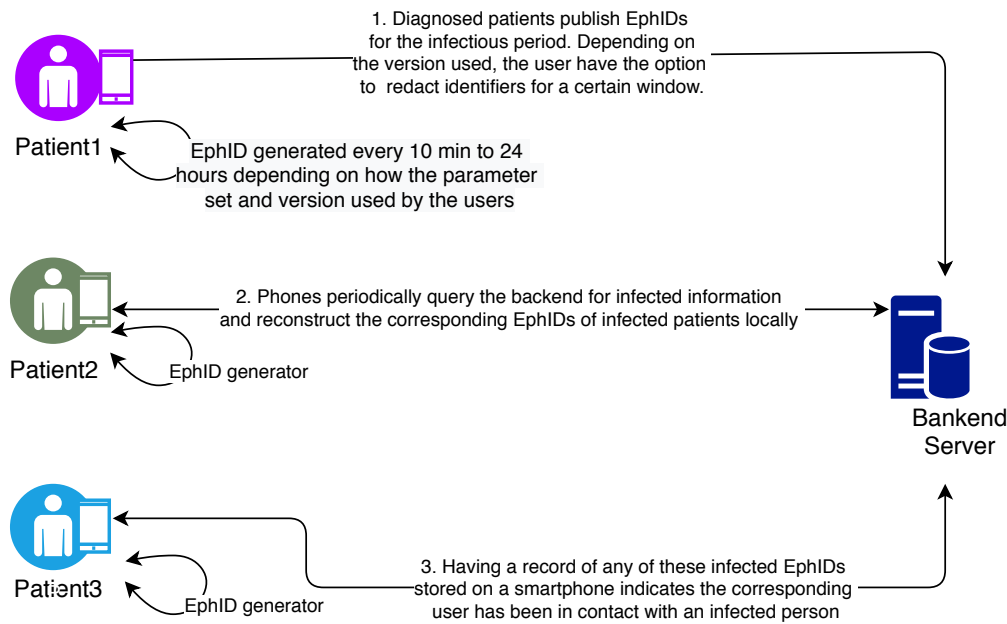 1. Diagnosed patients publish EphIDs
for the infectious period. Depending on
the version used, the user have the option
to redact identifiers for a certain window.
Patient1
EphID generated every 10 min to 24
hours depending on how the parameter
set and version used by the users
2. Phones periodically query the backend for infected information
and reconstruct the corresponding EphIDs of infected patients locally
Patient2
EphID generator
Bankend
Server
3. Having a record of any of these infected EphIDs
stored on a smartphone indicates the corresponding
user has been in contact with an infected person
Patient3
EphID generator